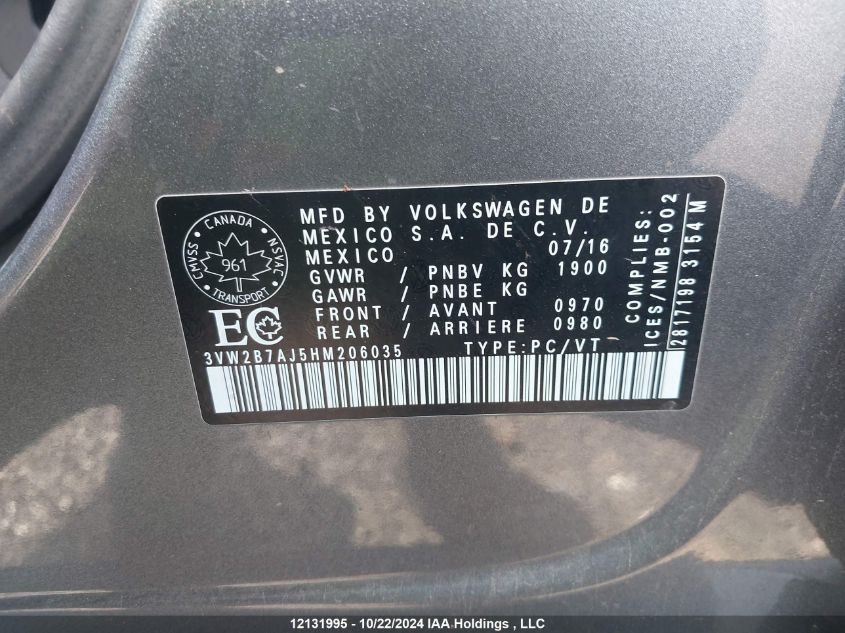 CANADA
CMVSS
NSVAC
961
TRANSPORT
EC
MFD BY VOLKSWAGEN DE
MEXICO S.A. DE C.V.
MEXICO 07/16
GVWR / PNBV KG 1900
GAWR / PNBE KG
FRONT / AVANT 0970
REAR / ARRIERE 0980
3VW2B7AJ5HM206035 TYPE:PC/VT
COMPLIES:
ICES/NMB-002
2817198 3154 M
12131995 - 10/22/2024 IAA Holdings , LLC